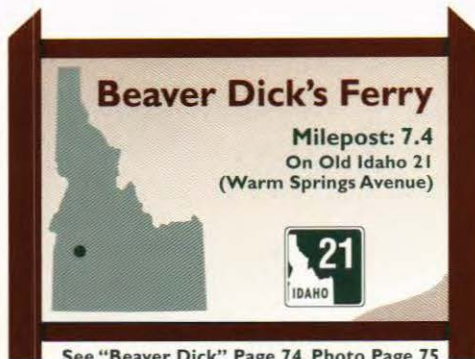 Beaver Dick's Ferry
Milepost: 7.4
On Old Idaho 21
(Warm Springs Avenue)
21
IDAHO
See "Beaver Dick" Page 74, Photo Page 75